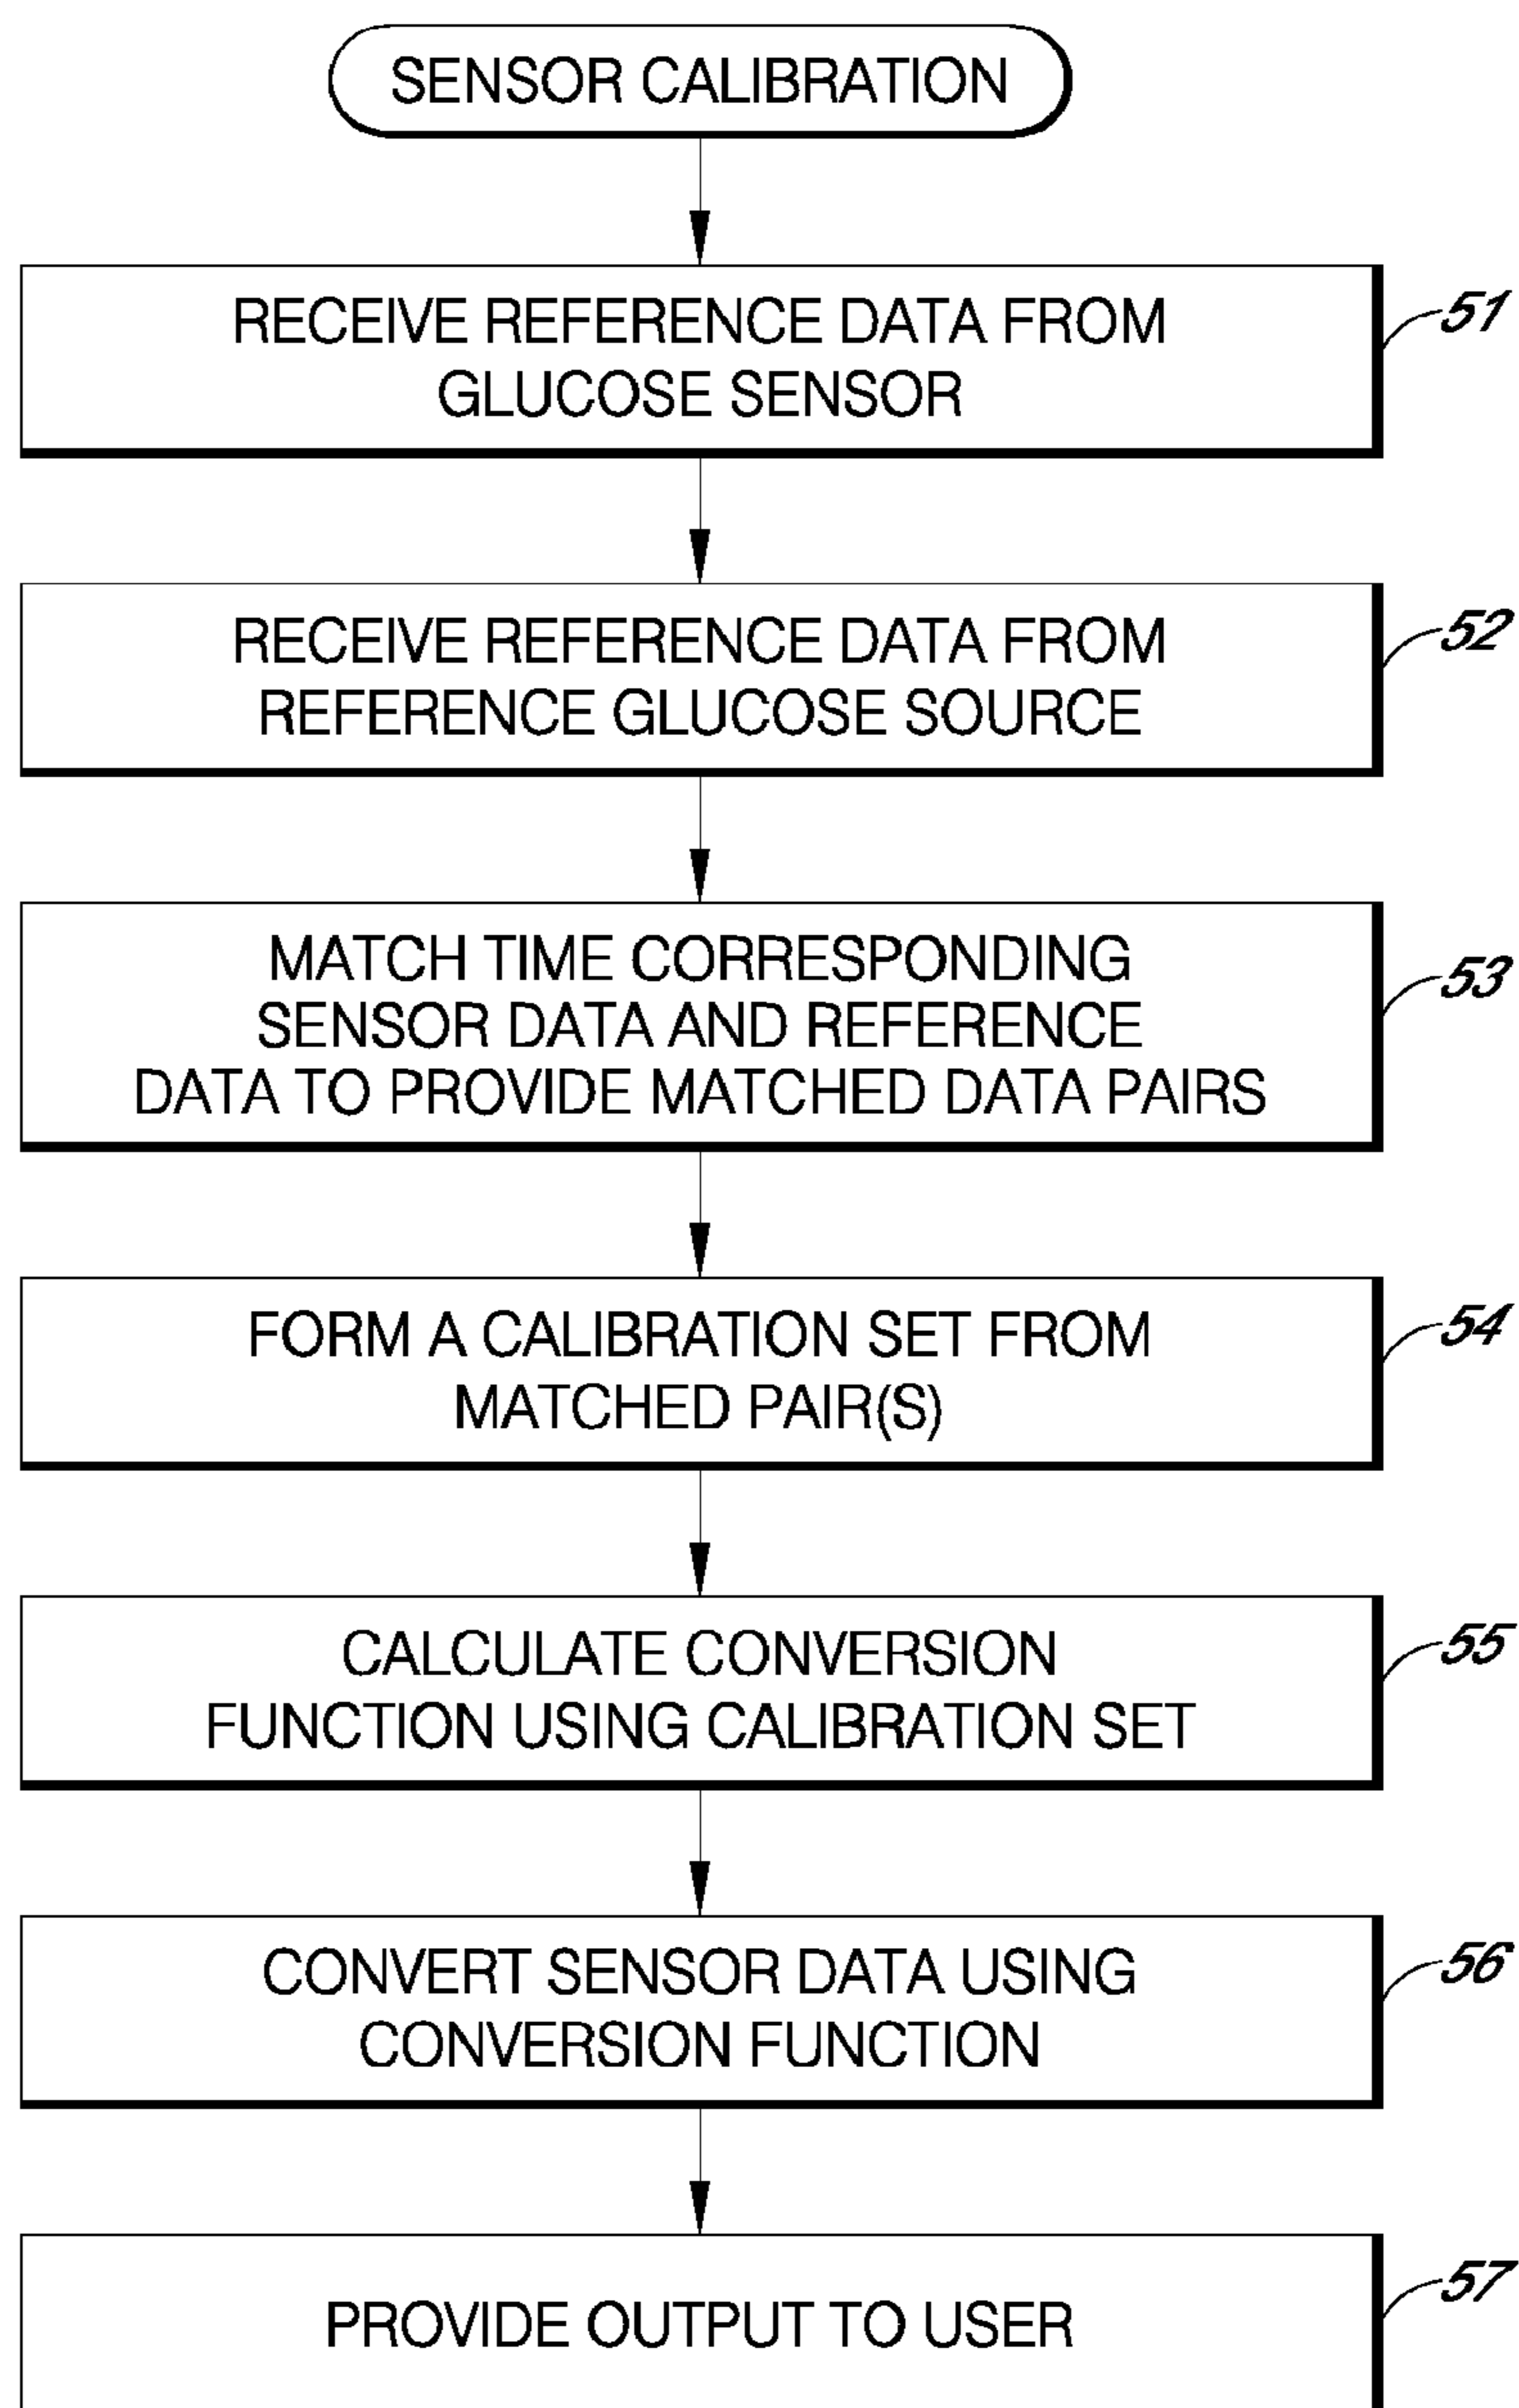 SENSOR CALIBRATION
RECEIVE REFERENCE DATA FROM
GLUCOSE SENSOR
51
RECEIVE REFERENCE DATA FROM
REFERENCE GLUCOSE SOURCE
52
MATCH TIME CORRESPONDING
SENSOR DATA AND REFERENCE
DATA TO PROVIDE MATCHED DATA PAIRS
53
FORM A CALIBRATION SET FROM
MATCHED PAIR(S)
54
CALCULATE CONVERSION
FUNCTION USING CALIBRATION SET
55
CONVERT SENSOR DATA USING
CONVERSION FUNCTION
56
PROVIDE OUTPUT TO USER
57